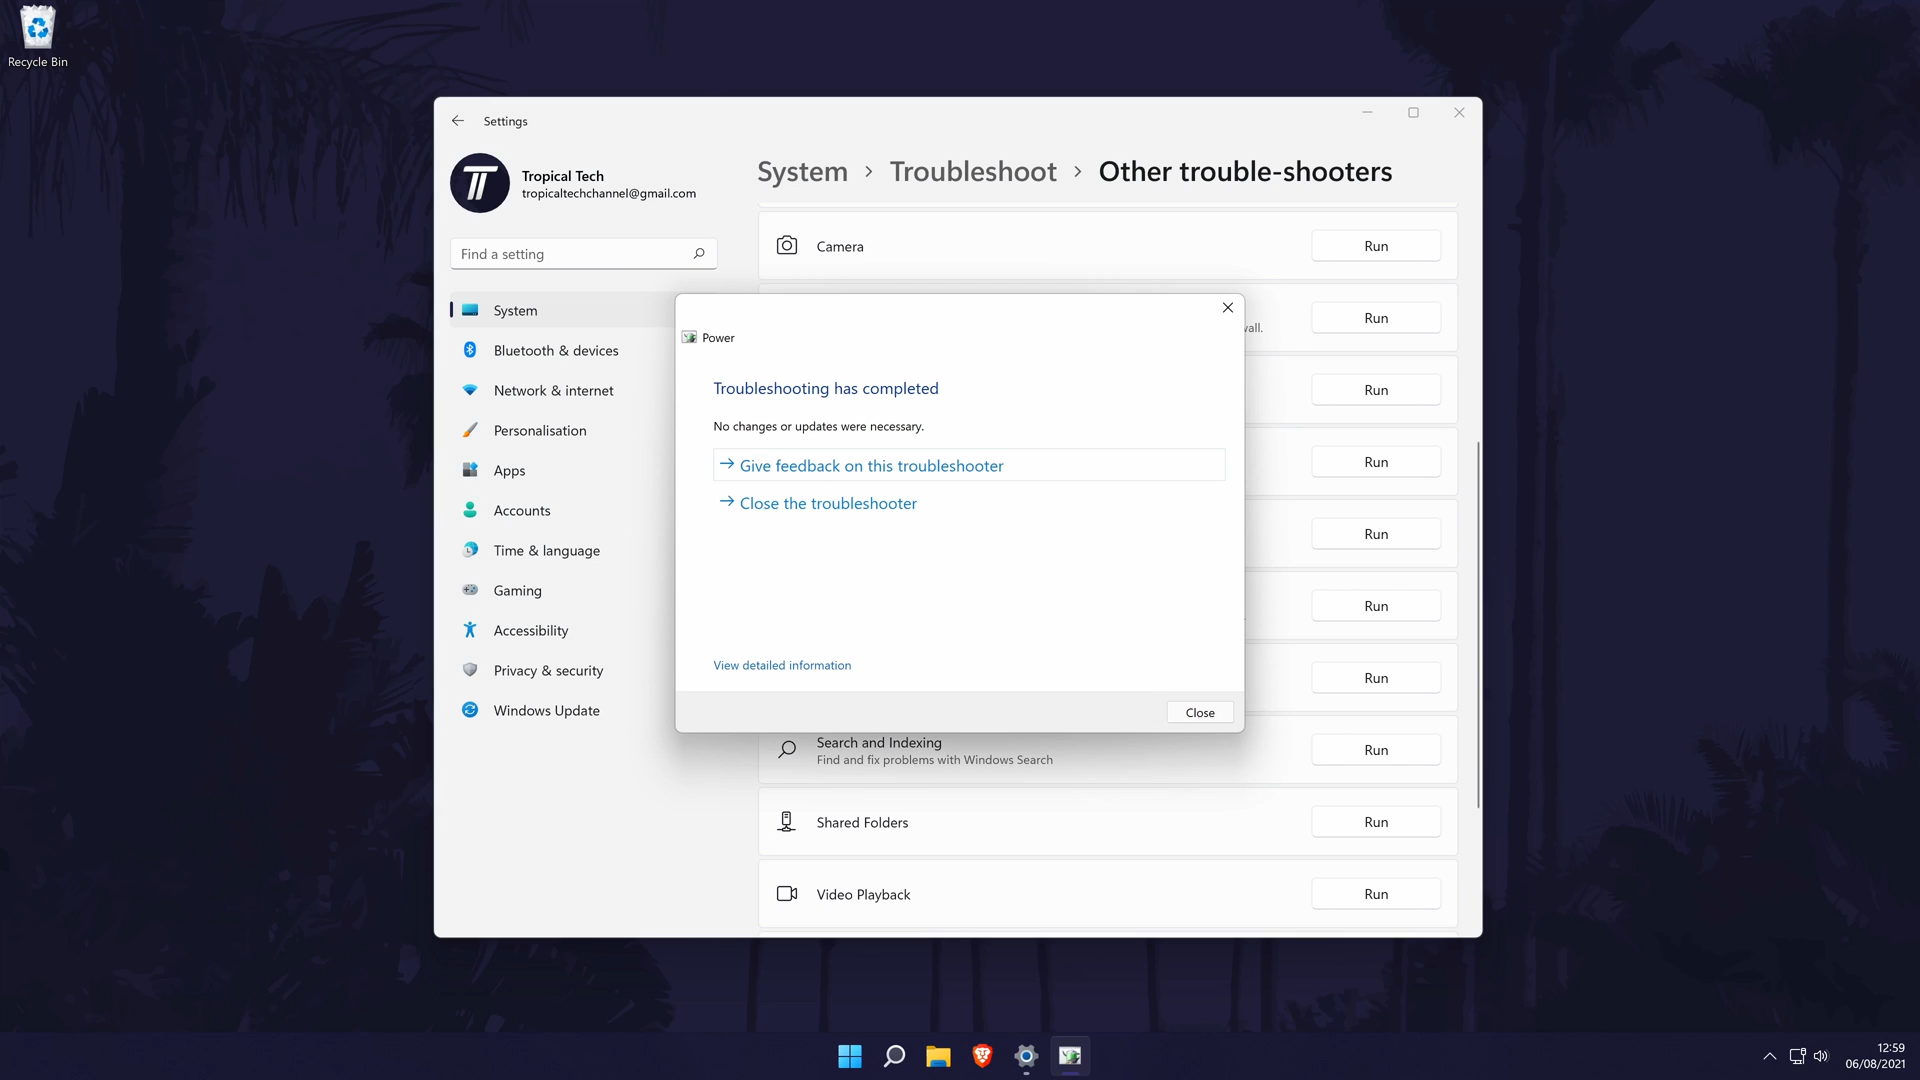 Recycle Bin
Settings
Tropical Tech
tropicaltechchannel@gmail.com
Find a setting
System
Bluetooth & devices
Network & internet
Personalisation
Apps
Accounts
Time & language
Gaming
Accessibility
Privacy & security
Windows Update
System > Troubleshoot > Other trouble-shooters
Camera
Run
Run
Run
Run
Run
Run
Run
Search and Indexing
Find and fix problems with Windows Search
Run
Shared Folders
Run
Video Playback
Run
Power
Troubleshooting has completed
No changes or updates were necessary.
Give feedback on this troubleshooter
Close the troubleshooter
View detailed information
Close
12:59
06/08/2021